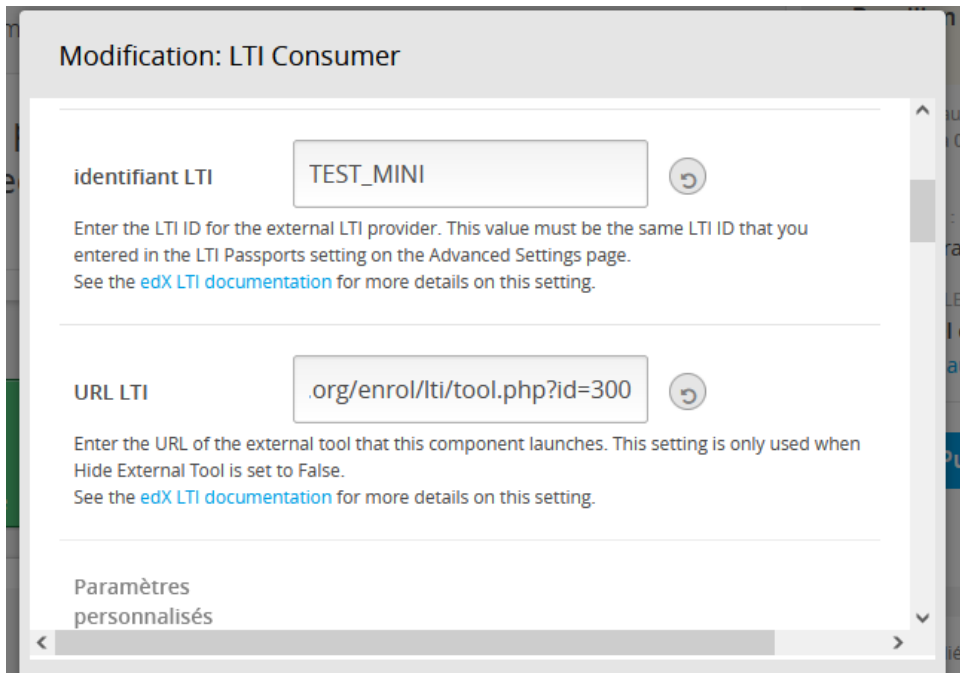 Modification: LTI Consumer
identifiant LTI
TEST_MINI
Enter the LTI ID for the external LTI provider. This value must be the same LTI ID that you
entered in the LTI Passports setting on the Advanced Settings page.
See the edX LTI documentation for more details on this setting.
URL LTI
.org/enrol/lti/tool.php?id=300
Enter the URL of the external tool that this component launches. This setting is only used when
Hide External Tool is set to False.
See the edX LTI documentation for more details on this setting.
Paramètres
personnalisés